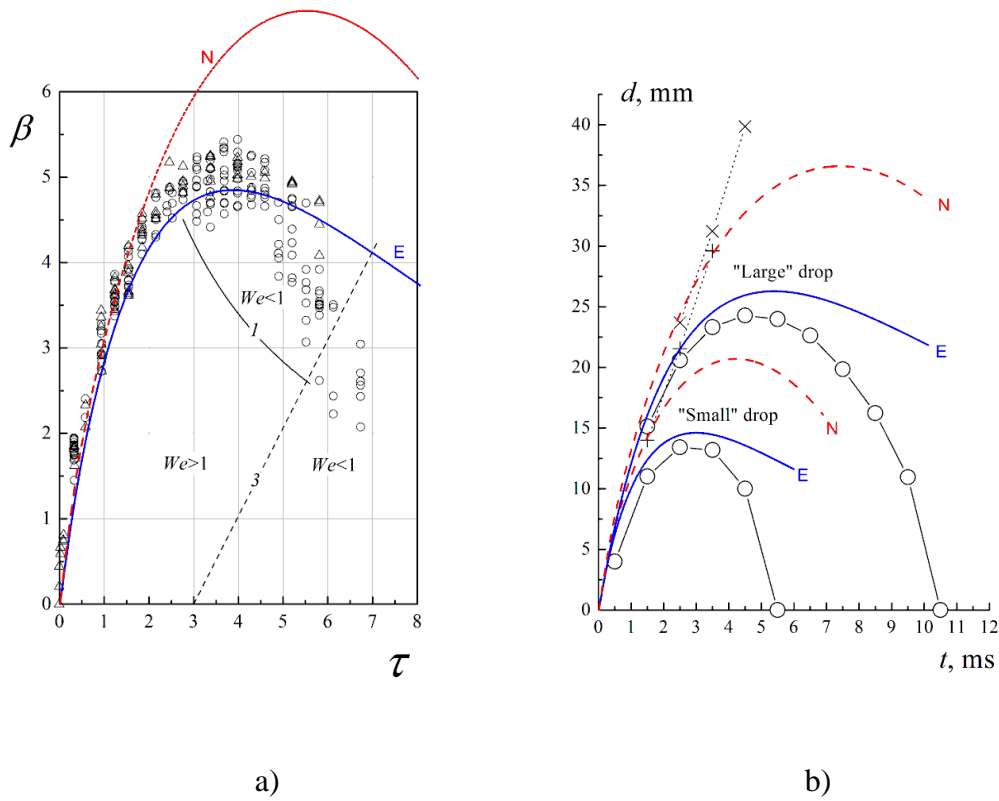 N
β
6
5
4
3
2
1
0
E
We<1
1
We>1
3
We<1
0 1 2 3 4 5 6 7 8
τ
a)
d, mm
40
35
30
25
20
15
10
5
0
N
"Large" drop
E
"Small" drop
N
E
0 1 2 3 4 5 6 7 8 9 10 11 12
t, ms
b)